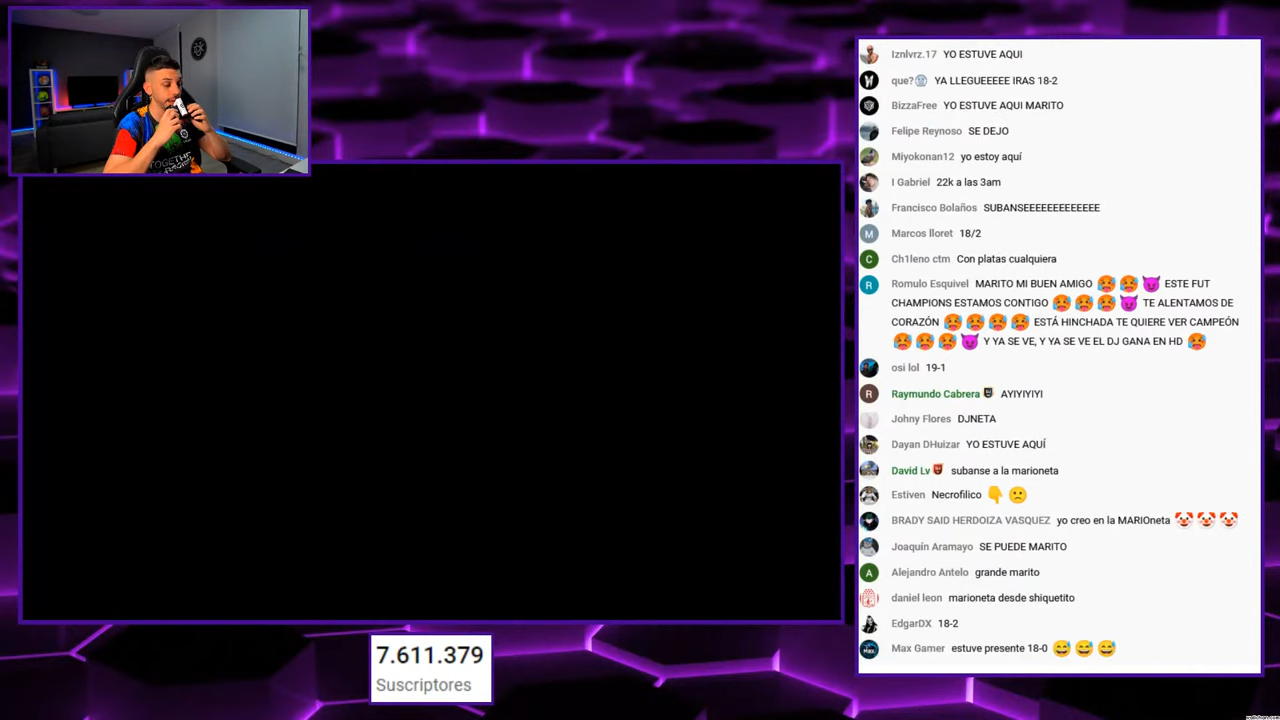 TOGETHE
Iznlvrz.17 YO ESTUVE AQUI
que?🥶 YA LLEGUEEEEE IRAS 18-2
BizzaFree YO ESTUVE AQUI MARITO
Felipe Reynoso SE DEJO
Miyokonan12 yo estoy aquí
I Gabriel 22k a las 3am
Francisco Bolaños SUBANSEEEEEEEEEEEE
M Marcos lloret 18/2
C Ch1leno ctm Con platas cualquiera
R Romulo Esquivel MARITO MI BUEN AMIGO 🥵 🥵 😈 ESTE FUT
CHAMPIONS ESTAMOS CONTIGO 🥵 🥵 🥵 😈 TE ALENTAMOS DE
CORAZÓN 🥵 🥵 🥵 🥵 ESTÁ HINCHADA TE QUIERE VER CAMPEÓN
🥵 🥵 🥵 😈 Y YA SE VE, Y YA SE VE EL DJ GANA EN HD 🥵
osi lol 19-1
R Raymundo Cabrera AYIYIYIYI
Johny Flores DJNETA
Dayan DHuizar YO ESTUVE AQUÍ
David Lv subanse a la marioneta
Estiven Necrofilico 👇 🙁
BRADY SAID HERDOIZA VASQUEZ yo creo en la MARIOneta 🤡 🤡 🤡
Joaquín Aramayo SE PUEDE MARITO
A Alejandro Antelo grande marito
daniel leon marioneta desde shiquetito
EdgarDX 18-2
Max Gamer estuve presente 18-0 😅 😅 😅
7.611.379
Suscriptores